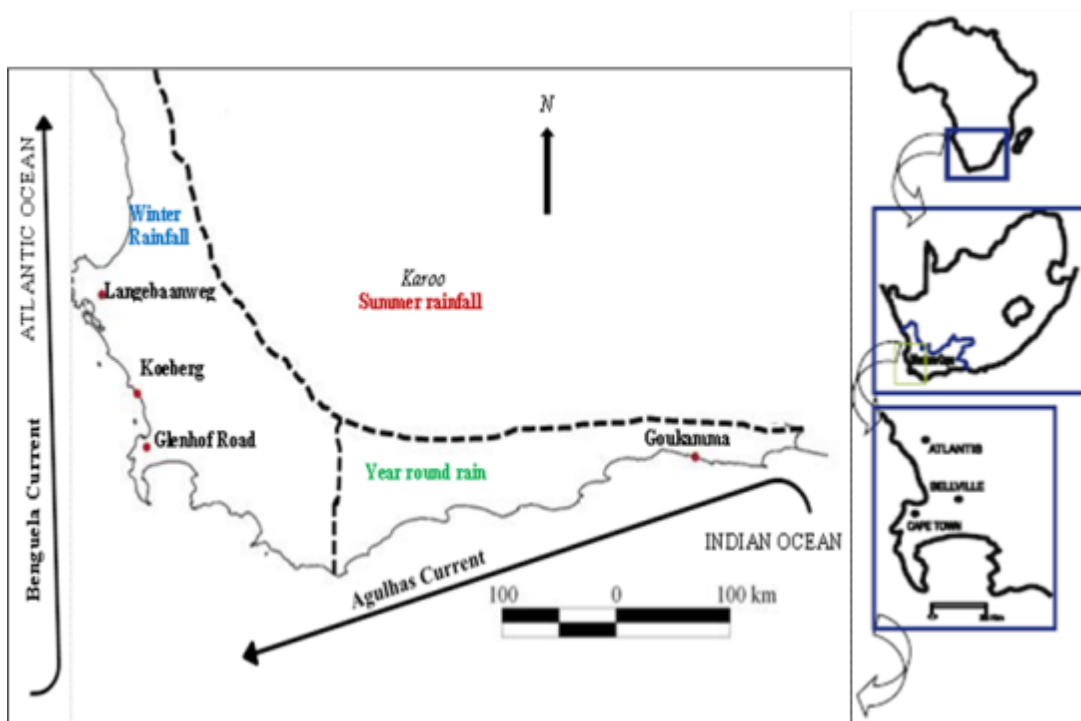 N
ATLANTIC OCEAN
Winter
Rainfall
Karoo
Summer rainfall
Langebaanweg
Koeberg
Glenhof Road
Goukamma
Year round rain
Benguela Current
Agulhas Current
INDIAN OCEAN
100 0 100 km
ATLANTIS
BELLVILLE
CAPE TOWN